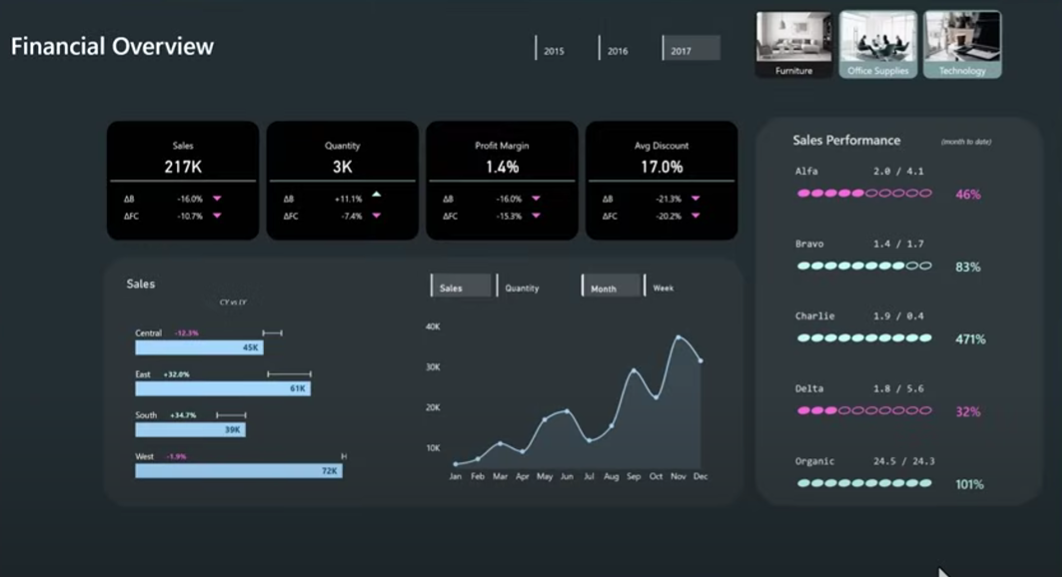 Financial Overview
2015 2016 2017
Furniture Office Supplies Technology
Sales
217K
ΔB -16.0%
ΔFC -10.7%
Quantity
3K
ΔB +11.1%
ΔFC -7.4%
Profit Margin
1.4%
ΔB -16.0%
ΔFC -15.3%
Avg Discount
17.0%
ΔB -21.3%
ΔFC -20.2%
Sales
CY vs LY
Central -12.3%
45K
East +32.0%
61K
South +34.7%
39K
West -1.9%
72K
Sales Quantity Month Week
40K
30K
20K
10K
Jan Feb Mar Apr May Jun Jul Aug Sep Oct Nov Dec
Sales Performance (month to date)
Alfa 2.0 / 4.1
46%
Bravo 1.4 / 1.7
83%
Charlie 1.9 / 0.4
471%
Delta 1.8 / 5.6
32%
Organic 24.5 / 24.3
101%